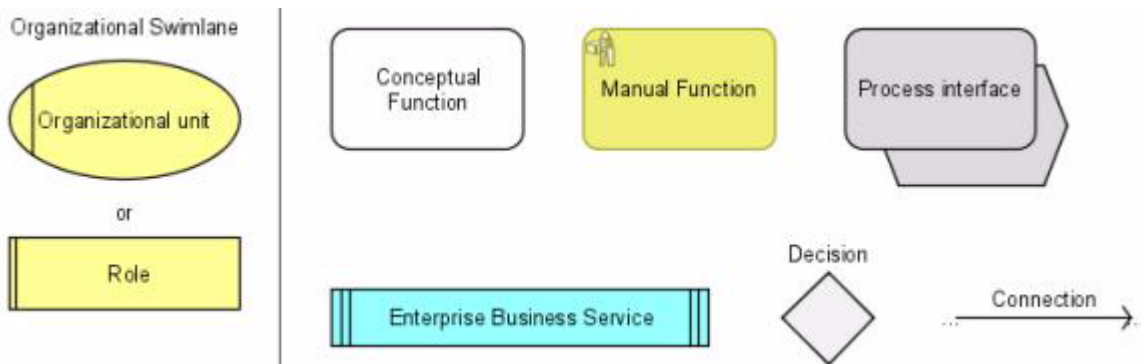 Organizational Swimlane
Organizational unit
or
Role
Conceptual
Function
Manual Function
Process interface
Enterprise Business Service
Decision
Connection
... ...